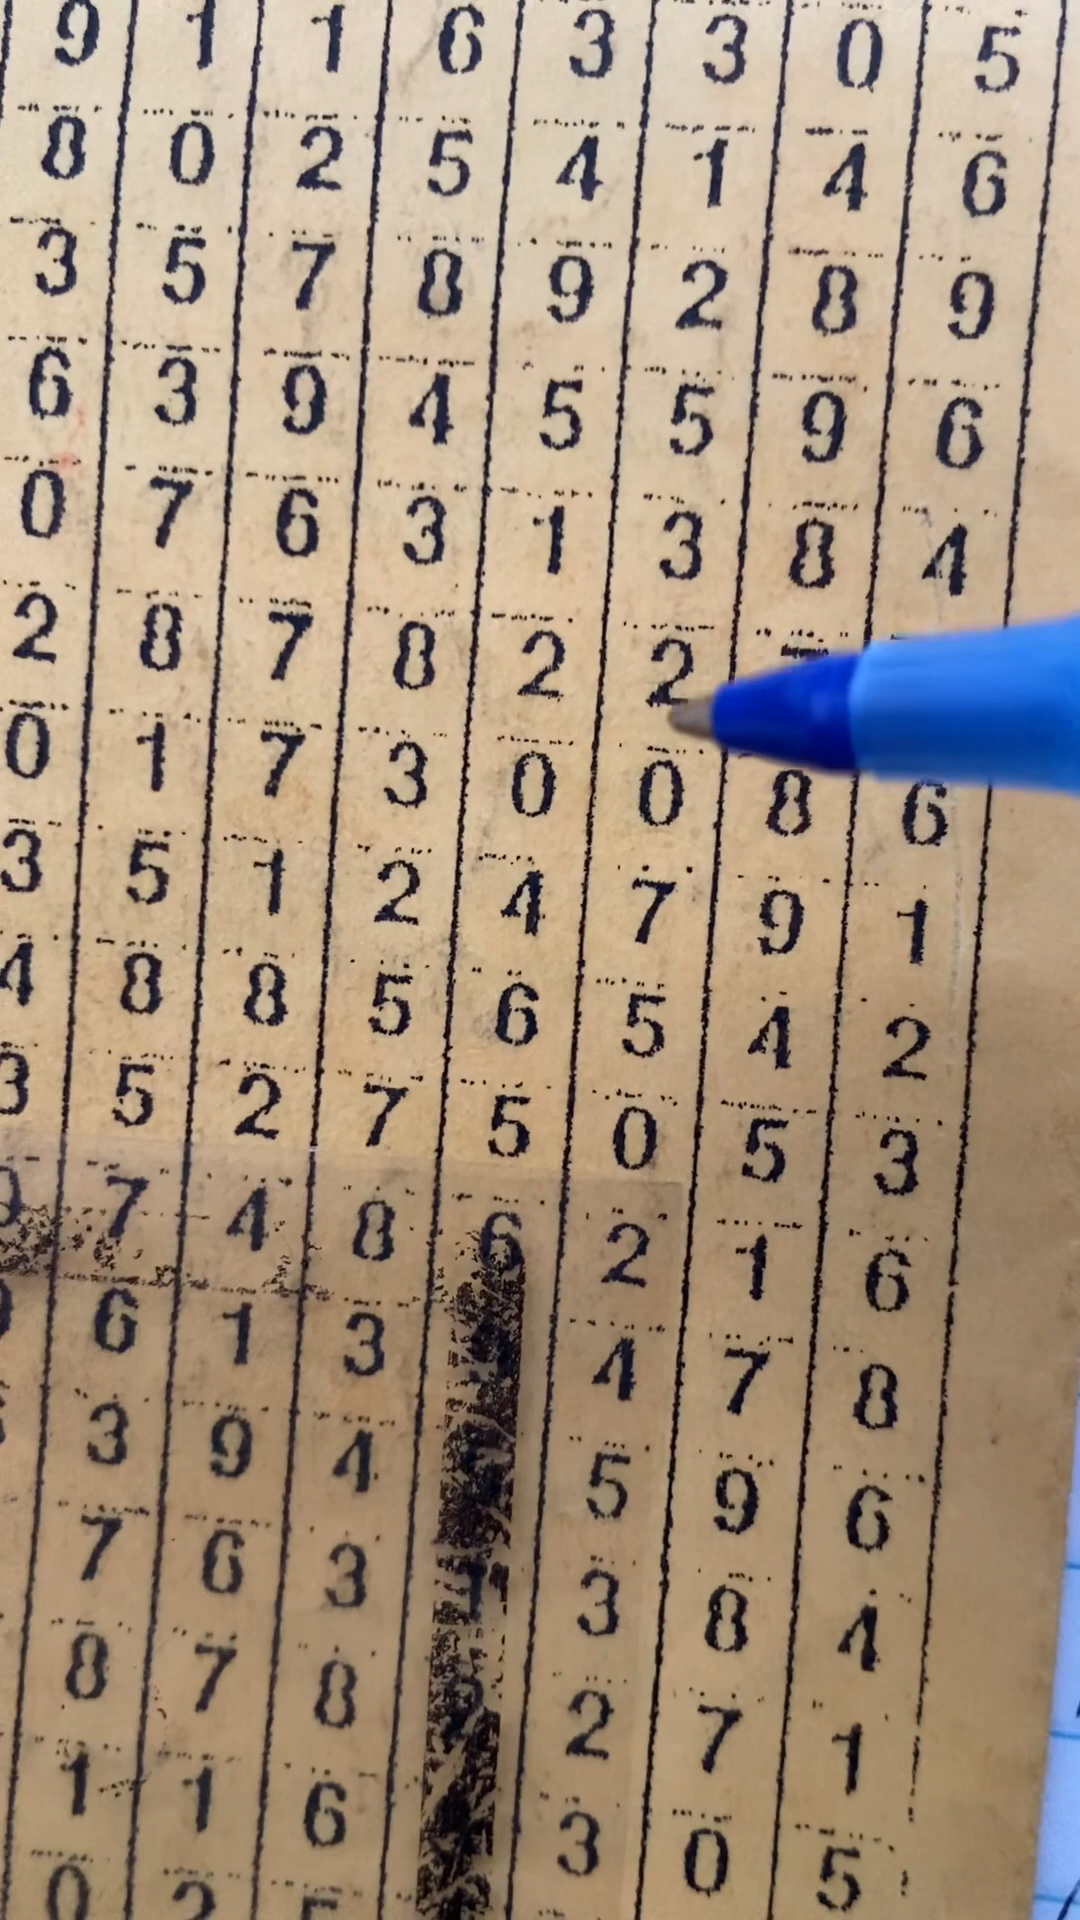 9 1 1 6 3 3 0 5
8 0 2 5 4 1 4 6
3 5 7 8 9 2 8 9
6 3 9 4 5 5 9 6
0 7 6 3 1 3 8 4
2 8 7 8 2 2
0 1 7 3 0 0 8 6
3 5 1 2 4 7 9 1
4 8 8 5 6 5 4 2
3 5 2 7 5 0 5 3
7 4 8 6 2 1 6
6 1 3 4 7 8
3 9 4 5 9 6
7 6 3 1 3 8 4
8 7 8 2 7 1
1 1 6 3 0 5
0 2 5